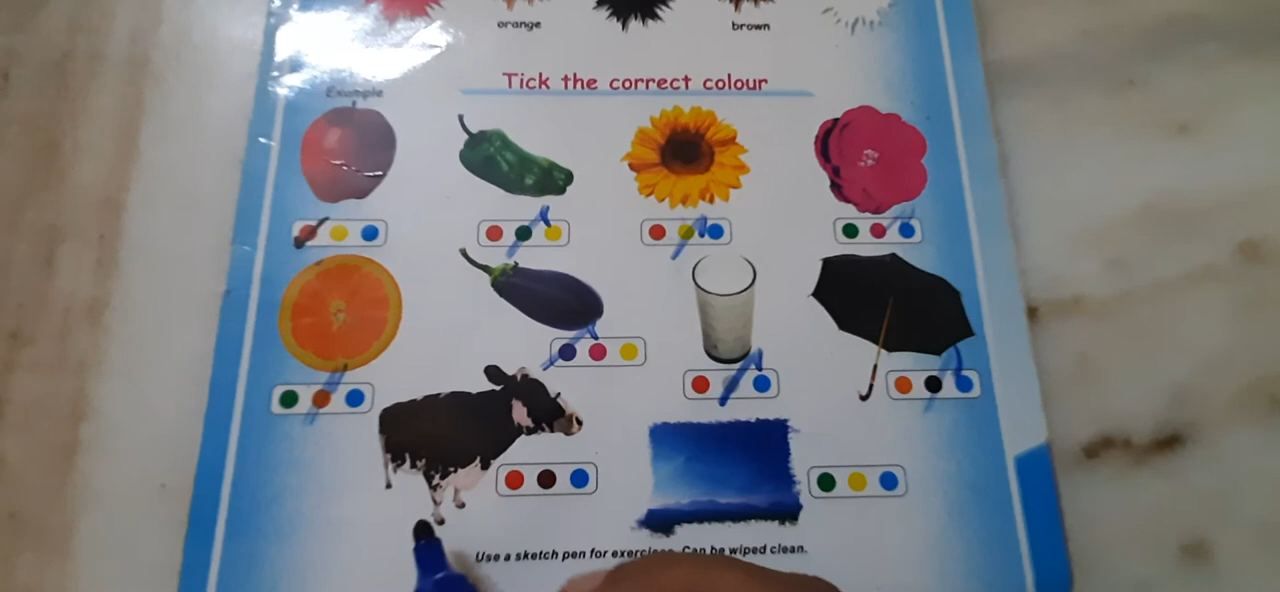 orange
brown
Tick the correct colour
Example
Use a sketch pen for exercises. Can be wiped clean.